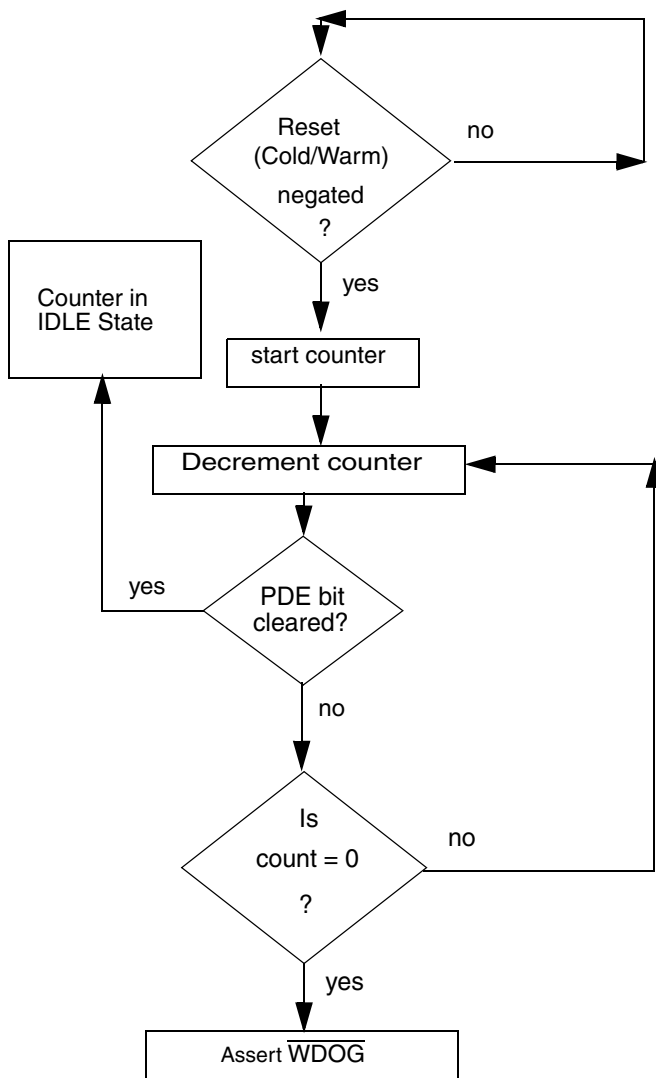 Reset
(Cold/Warm)
negated
?
no
yes
Counter in
IDLE State
start counter
Decrement counter
yes
PDE bit
cleared?
no
Is
count = 0
?
no
yes
Assert W̅D̅O̅G̅